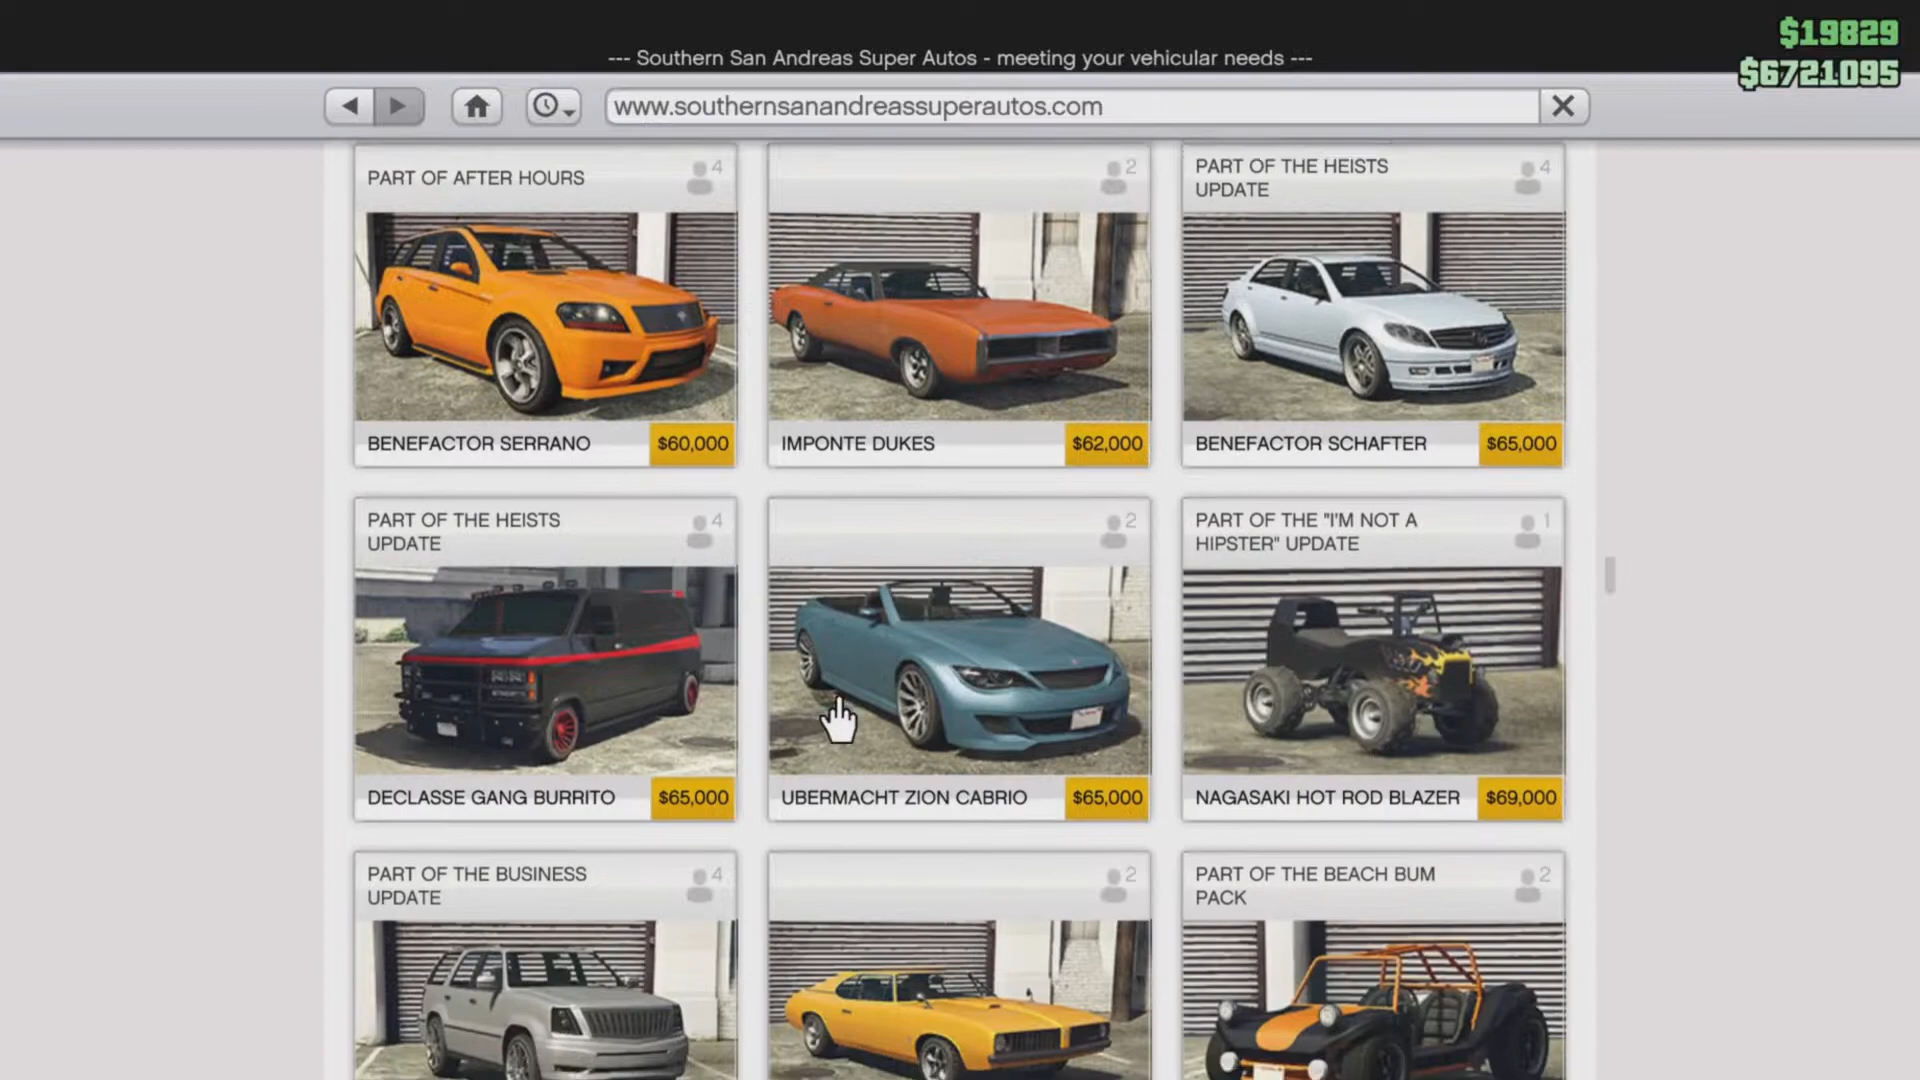 $19829
--- Southern San Andreas Super Autos - meeting your vehicular needs ---
$6721095
www.southernsanandreassuperautos.com
PART OF AFTER HOURS
4
2
PART OF THE HEISTS
UPDATE
4
BENEFACTOR SERRANO
$60,000
IMPONTE DUKES
$62,000
BENEFACTOR SCHAFTER
$65,000
PART OF THE HEISTS
UPDATE
4
2
PART OF THE "I'M NOT A
HIPSTER" UPDATE
1
DECLASSE GANG BURRITO
$65,000
UBERMACHT ZION CABRIO
$65,000
NAGASAKI HOT ROD BLAZER
$69,000
PART OF THE BUSINESS
UPDATE
4
2
PART OF THE BEACH BUM
PACK
2